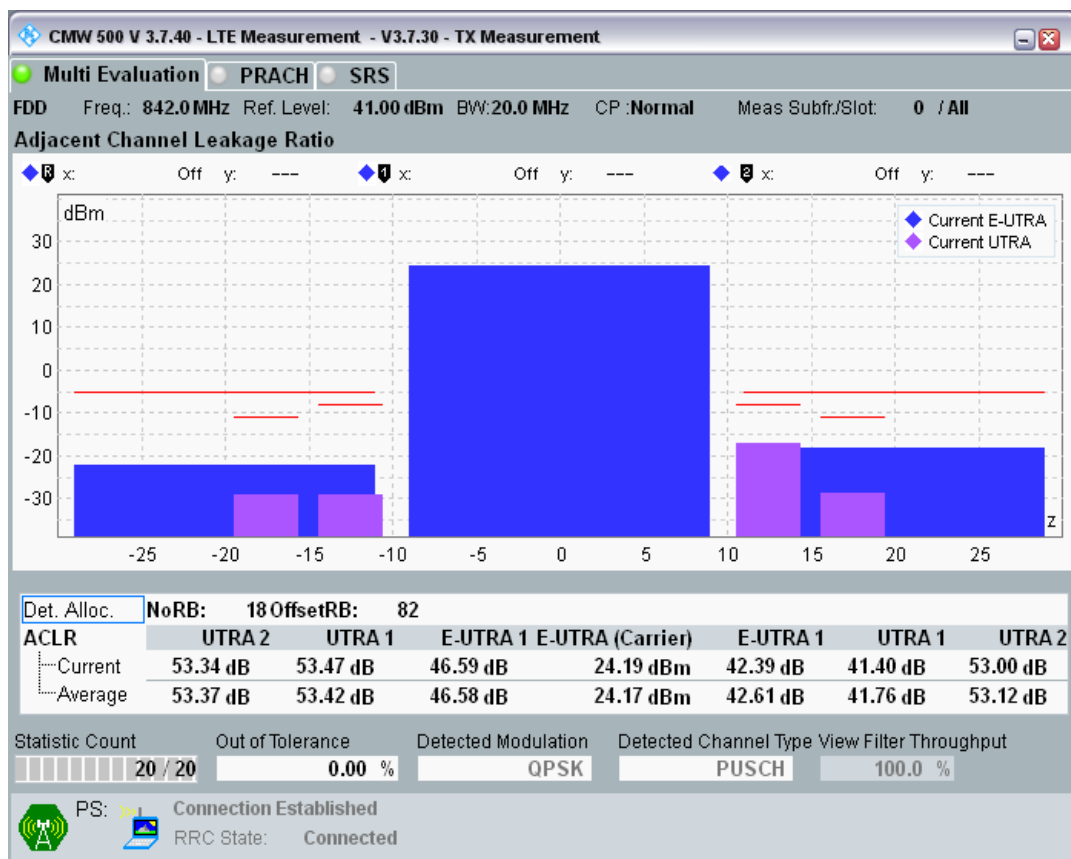 CMW 500 V 3.7.40 - LTE Measurement - V3.7.30 - TX Measurement
Multi Evaluation PRACH SRS
FDD Freq.: 842.0 MHz Ref. Level: 41.00 dBm BW:20.0 MHz CP :Normal Meas Subfr./Slot: 0 / All
Adjacent Channel Leakage Ratio
R x: Off y: --- 1 x: Off y: --- 2 x: Off y: ---
dBm
Current E-UTRA
Current UTRA
30
20
10
0
-10
-20
-30
z
-25 -20 -15 -10 -5 0 5 10 15 20 25
Det. Alloc. NoRB: 18 OffsetRB: 82
ACLR UTRA 2 UTRA 1 E-UTRA 1 E-UTRA (Carrier) E-UTRA 1 UTRA 1 UTRA 2
Current 53.34 dB 53.47 dB 46.59 dB 24.19 dBm 42.39 dB 41.40 dB 53.00 dB
Average 53.37 dB 53.42 dB 46.58 dB 24.17 dBm 42.61 dB 41.76 dB 53.12 dB
Statistic Count Out of Tolerance Detected Modulation Detected Channel Type View Filter Throughput
20 / 20 0.00 % QPSK PUSCH 100.0 %
PS: Connection Established
RRC State: Connected